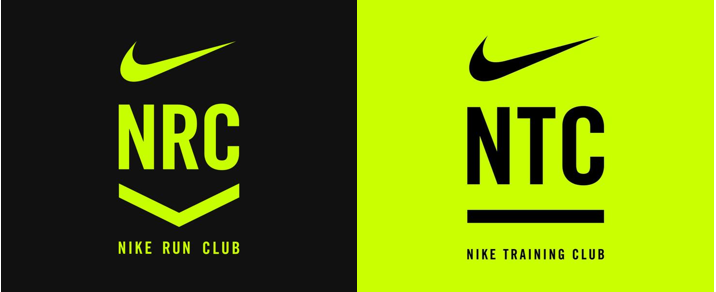 NRC
NIKE RUN CLUB
NTC
NIKE TRAINING CLUB